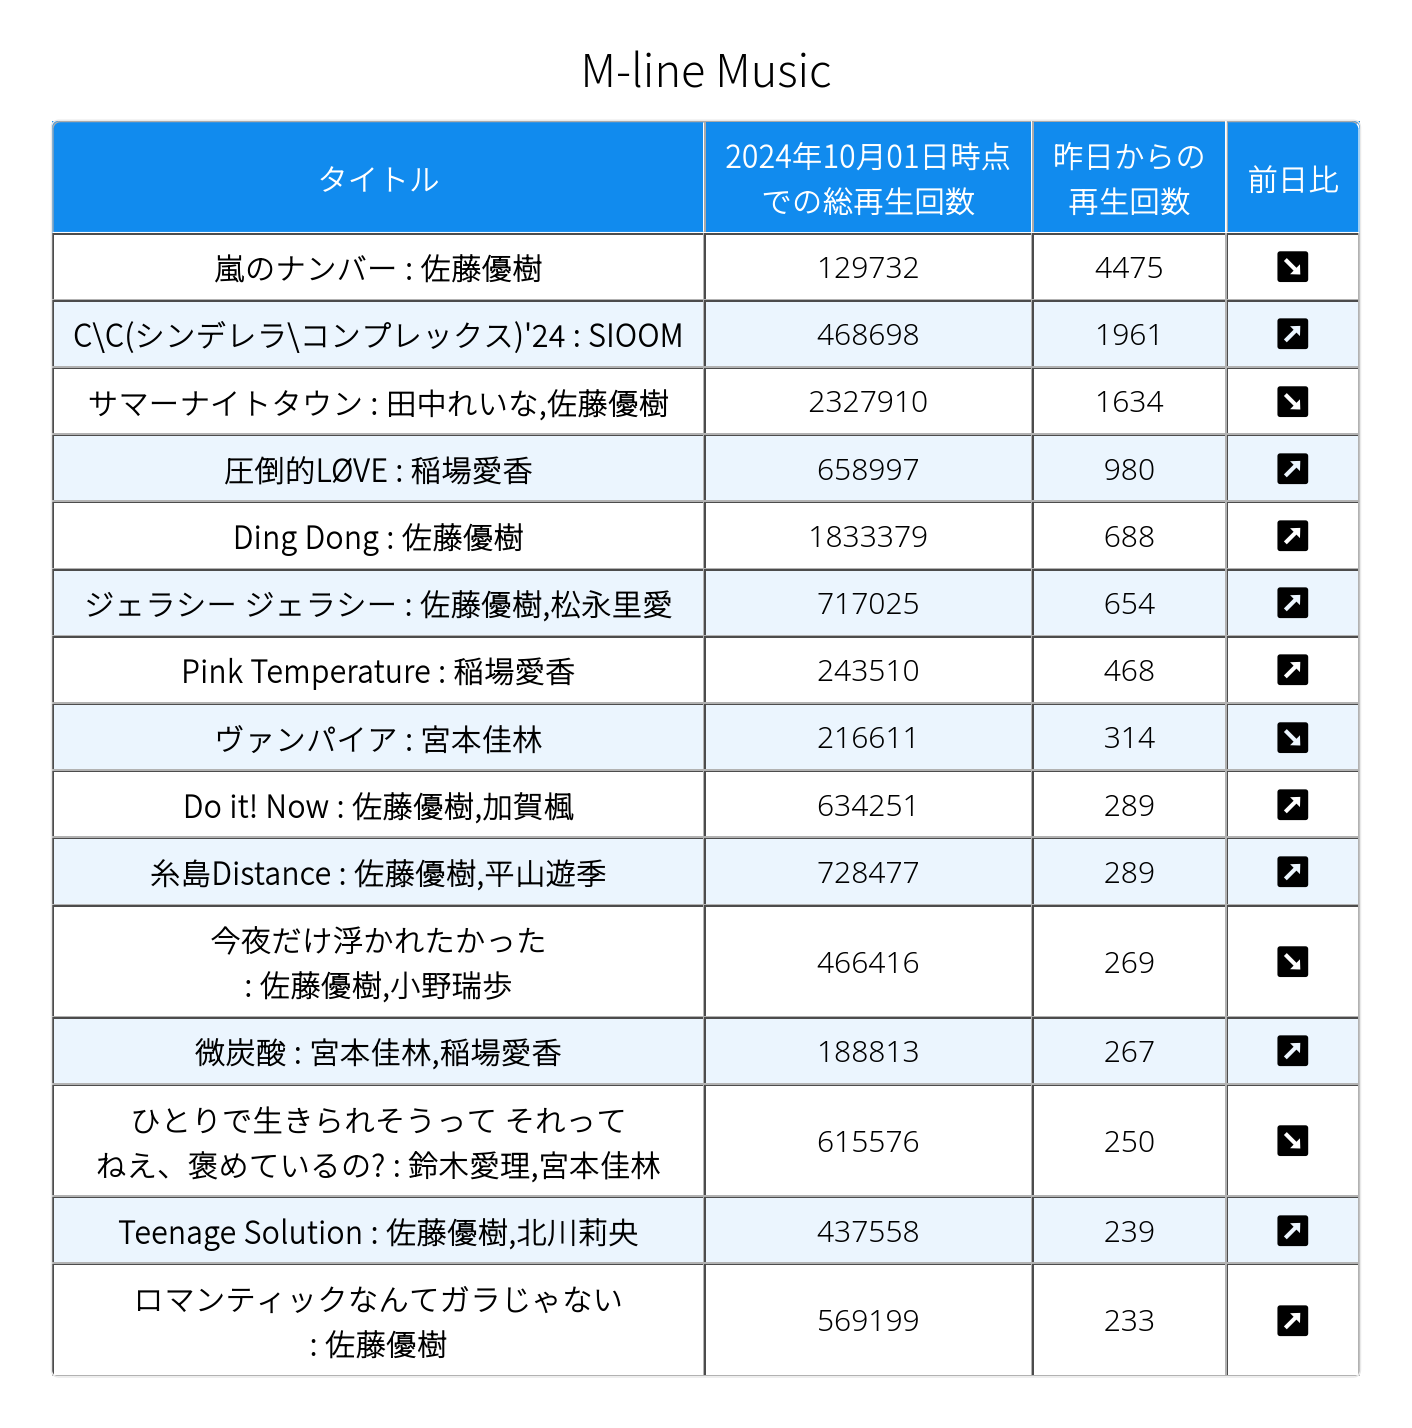 M-line Music
タイトル
2024年10月01日時点
での総再生回数
昨日からの
再生回数
前日比
嵐のナンバー : 佐藤優樹
129732
4475
C\C(シンデレラ\コンプレックス)'24 : SIOOM
468698
1961
サマーナイトタウン : 田中れいな,佐藤優樹
2327910
1634
圧倒的LØVE : 稲場愛香
658997
980
Ding Dong : 佐藤優樹
1833379
688
ジェラシー ジェラシー : 佐藤優樹,松永里愛
717025
654
Pink Temperature : 稲場愛香
243510
468
ヴァンパイア : 宮本佳林
216611
314
Do it! Now : 佐藤優樹,加賀楓
634251
289
糸島Distance : 佐藤優樹,平山遊季
728477
289
今夜だけ浮かれたかった
: 佐藤優樹,小野瑞歩
466416
269
微炭酸 : 宮本佳林,稲場愛香
188813
267
ひとりで生きられそうって それって
ねえ、褒めているの? : 鈴木愛理,宮本佳林
615576
250
Teenage Solution : 佐藤優樹,北川莉央
437558
239
ロマンティックなんてガラじゃない
: 佐藤優樹
569199
233